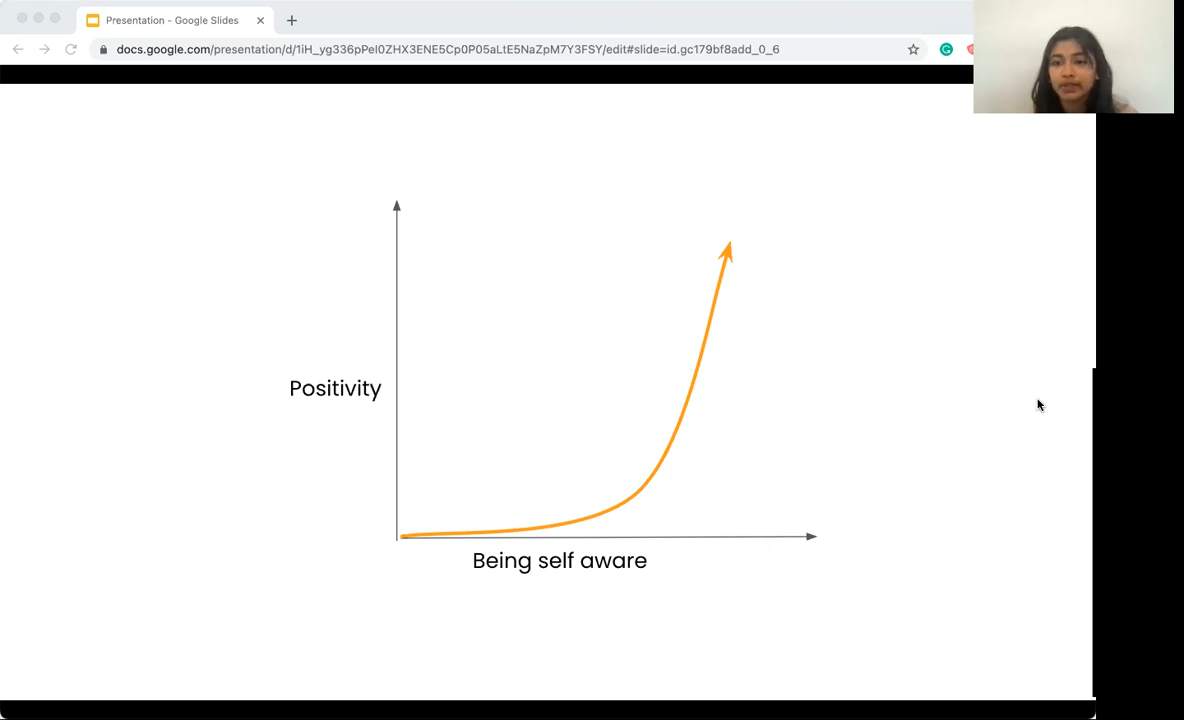 Presentation - Google Slides
docs.google.com/presentation/d/1iH_yg336pPel0ZHX3ENE5Cp0P05aLtE5NaZpM7Y3FSY/edit#slide=id.gc179bf8add_0_6
Positivity
Being self aware